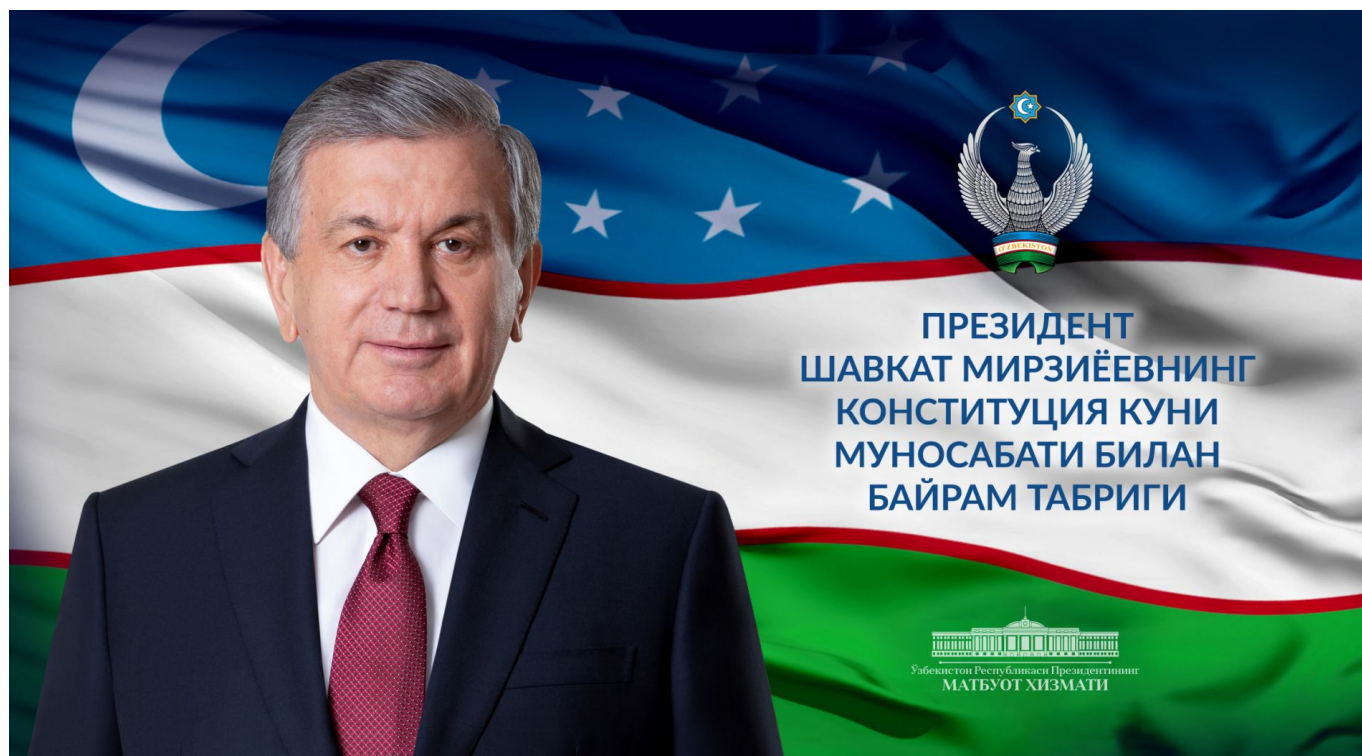 O'ZBEKISTON
ПРЕЗИДЕНТ
ШАВКАТ МИРЗИЁЕВНИНГ
КОНСТИТУЦИЯ КУНИ
МУНОСАБАТИ БИЛАН
БАЙРАМ ТАБРИГИ
Ўзбекистон Республикаси Президентининг
МАТБУОТ ХИЗМАТИ